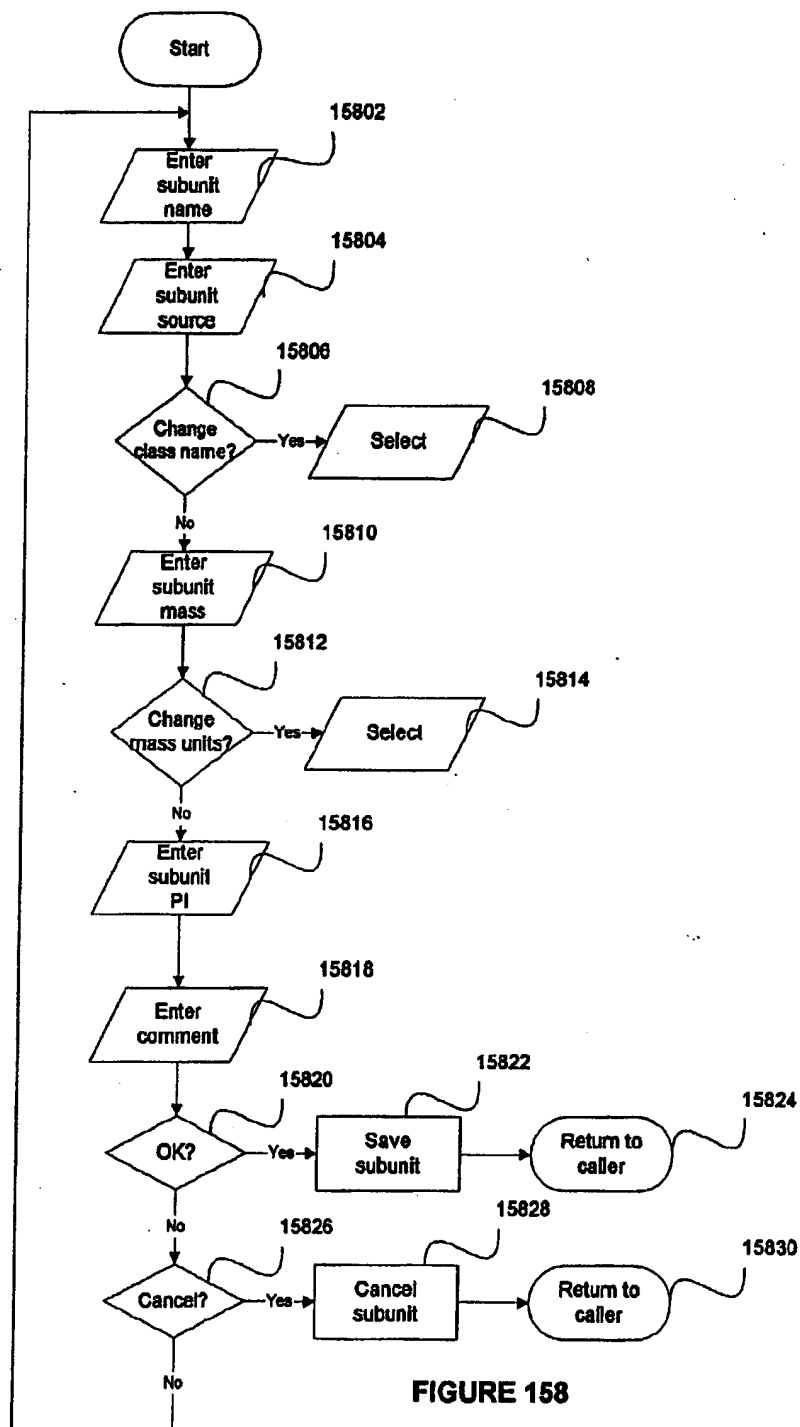 Start
15802
Enter
subunit
name
15804
Enter
subunit
source
15806
Change
class name?
Yes
15808
Select
No
15810
Enter
subunit
mass
15812
Change
mass units?
Yes
15814
Select
No
15816
Enter
subunit
PI
15818
Enter
comment
15820
OK?
Yes
15822
Save
subunit
15824
Return to
caller
No
15826
Cancel?
Yes
15828
Cancel
subunit
15830
Return to
caller
No
FIGURE 158